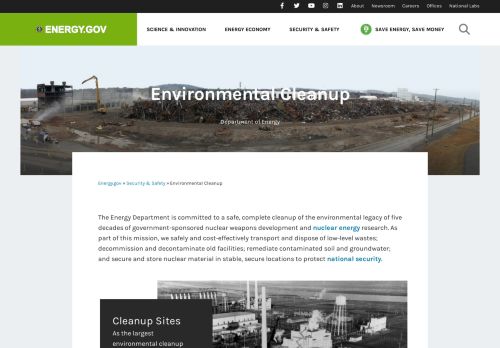 About Newsroom Careers Offices National Labs
ENERGY.GOV
SCIENCE & INNOVATION ENERGY ECONOMY SECURITY & SAFETY SAVE ENERGY, SAVE MONEY
Environmental Cleanup
Department of Energy
Energy.gov » Security & Safety » Environmental Cleanup
The Energy Department is committed to a safe, complete cleanup of the environmental legacy of five
decades of government-sponsored nuclear weapons development and nuclear energy research. As
part of this mission, we safely and cost-effectively transport and dispose of low-level wastes;
decommission and decontaminate old facilities; remediate contaminated soil and groundwater;
and secure and store nuclear material in stable, secure locations to protect national security.
Cleanup Sites
As the largest
environmental cleanup